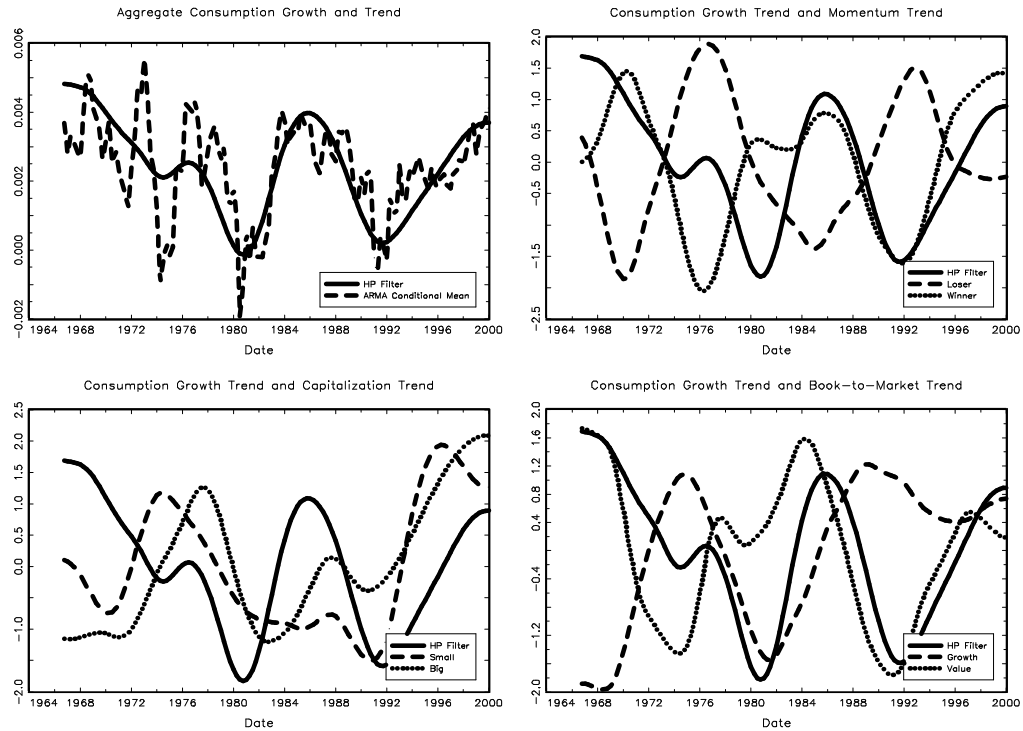 Aggregate Consumption Growth and Trend
0.006
0.004
0.002
0.000
−0.002
1964 1968 1972 1976 1980 1984 1988 1992 1996 2000
Date
HP Filter
ARMA Conditional Mean
Consumption Growth Trend and Momentum Trend
2.0
1.5
1.0
0.5
0.0
−0.5
−1.5
−2.5
1964 1968 1972 1976 1980 1984 1988 1992 1996 2000
Date
HP Filter
Loser
Winner
Consumption Growth Trend and Capitalization Trend
2.5
2.0
1.5
1.0
0.5
0.0
−1.0
−2.0
1964 1968 1972 1976 1980 1984 1988 1992 1996 2000
Date
HP Filter
Small
Big
Consumption Growth Trend and Book−to−Market Trend
2.0
1.6
1.2
0.8
0.4
−0.4
−1.2
−2.0
1964 1968 1972 1976 1980 1984 1988 1992 1996 2000
Date
HP Filter
Growth
Value